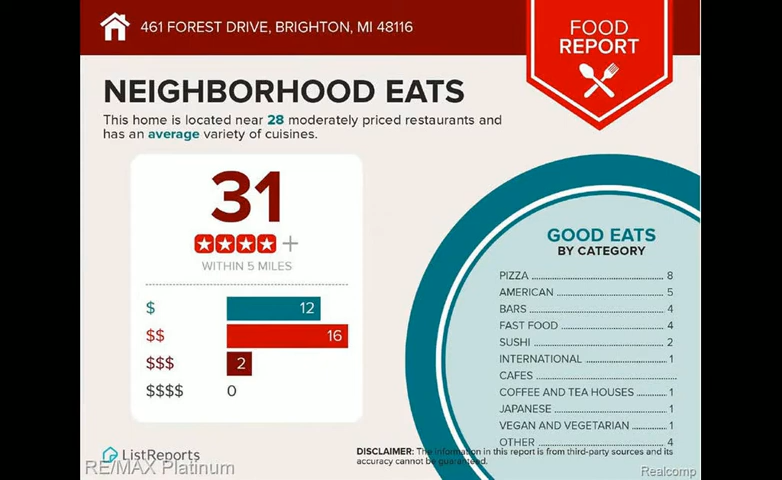 461 FOREST DRIVE, BRIGHTON, MI 48116
FOOD
REPORT
NEIGHBORHOOD EATS
This home is located near 28 moderately priced restaurants and
has an average variety of cuisines.
31
+
WITHIN 5 MILES
$ 12
$$ 16
$$$ 2
$$$$ 0
GOOD EATS
BY CATEGORY
PIZZA 8
AMERICAN 5
BARS 4
FAST FOOD 4
SUSHI 2
INTERNATIONAL 1
CAFES
COFFEE AND TEA HOUSES 1
JAPANESE 1
VEGAN AND VEGETARIAN 1
OTHER 4
ListReports
RE/MAX Platinum
DISCLAIMER: The information in this report is from third-party sources and its
accuracy cannot be guaranteed.
Realcomp